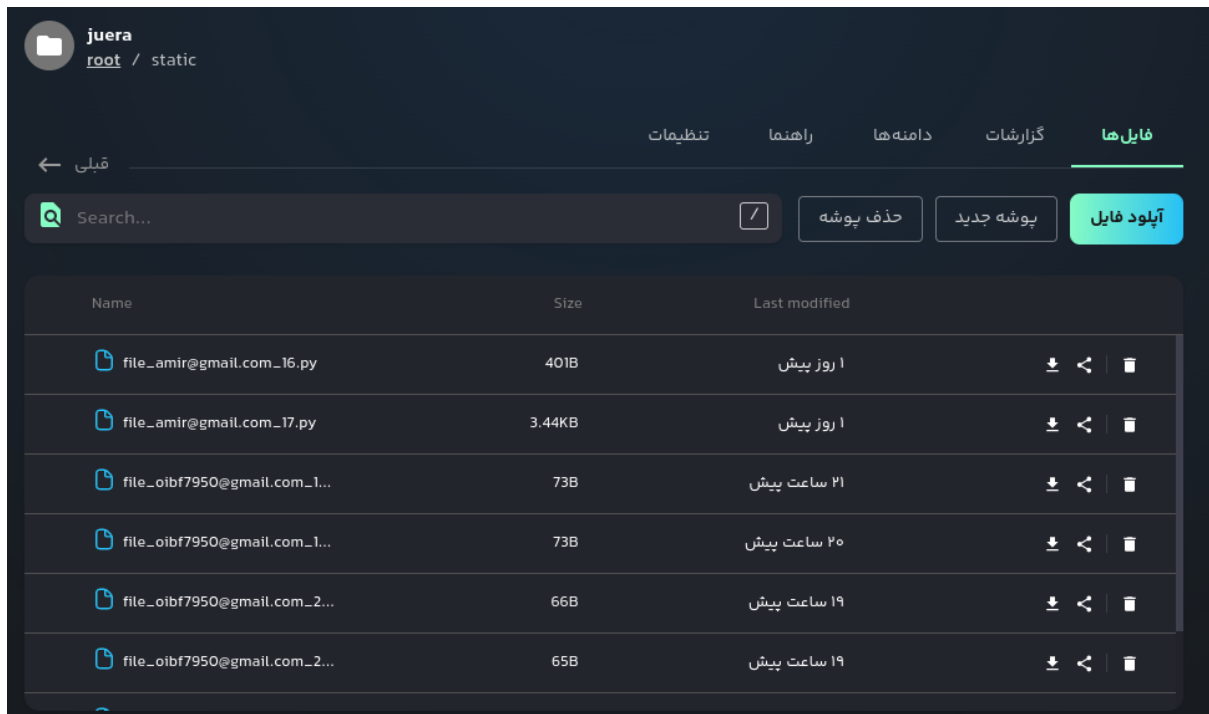 juera
root / static
فایل‌ها
گزارشات
دامنه‌ها
راهنما
تنظیمات
قبلی
آپلود فایل
پوشه جدید
حذف پوشه
/
Search...
Name Size Last modified
file_amir@gmail.com_16.py 401B ۱ روز پیش
file_amir@gmail.com_17.py 3.44KB ۱ روز پیش
file_oibf7950@gmail.com_1... 73B ۲۱ ساعت پیش
file_oibf7950@gmail.com_1... 73B ۲۰ ساعت پیش
file_oibf7950@gmail.com_2... 66B ۱۹ ساعت پیش
file_oibf7950@gmail.com_2... 65B ۱۹ ساعت پیش